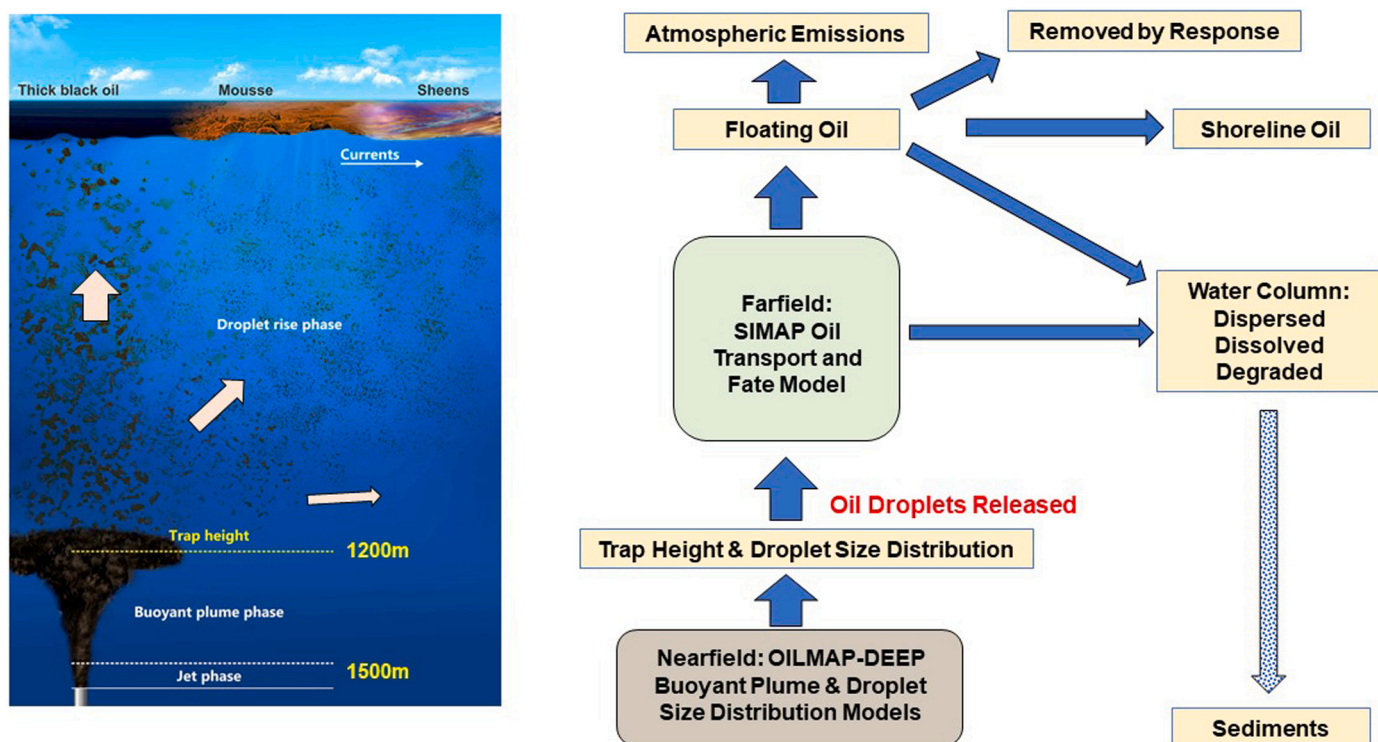 Thick black oil
Mousse
Sheens
Currents
Droplet rise phase
Trap height
1200m
Buoyant plume phase
1500m
Jet phase
Atmospheric Emissions
Removed by Response
Floating Oil
Shoreline Oil
Farfield:
SIMAP Oil
Transport and
Fate Model
Water Column:
Dispersed
Dissolved
Degraded
Oil Droplets Released
Trap Height & Droplet Size Distribution
Nearfield: OILMAP-DEEP
Buoyant Plume & Droplet
Size Distribution Models
Sediments